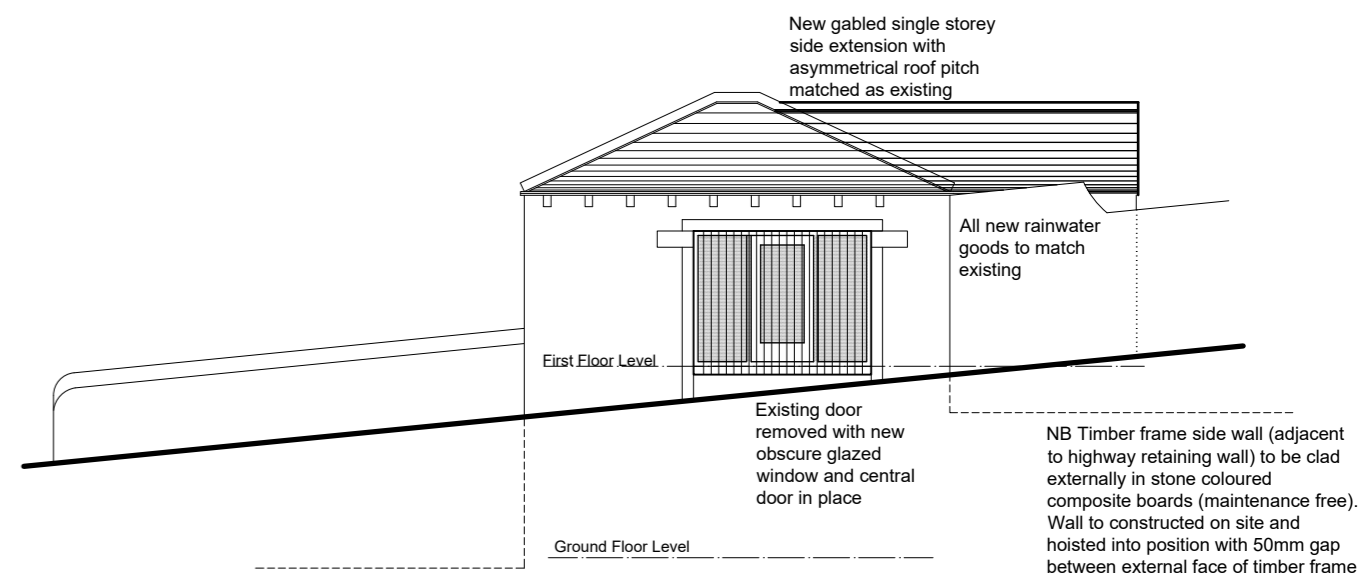 New gabled single storey
side extension with
asymmetrical roof pitch
matched as existing
All new rainwater
goods to match
existing
First Floor Level
Existing door
removed with new
obscure glazed
window and central
door in place
NB Timber frame side wall (adjacent
to highway retaining wall) to be clad
externally in stone coloured
composite boards (maintenance free).
Wall to constructed on site and
hoisted into position with 50mm gap
between external face of timber frame
Ground Floor Level